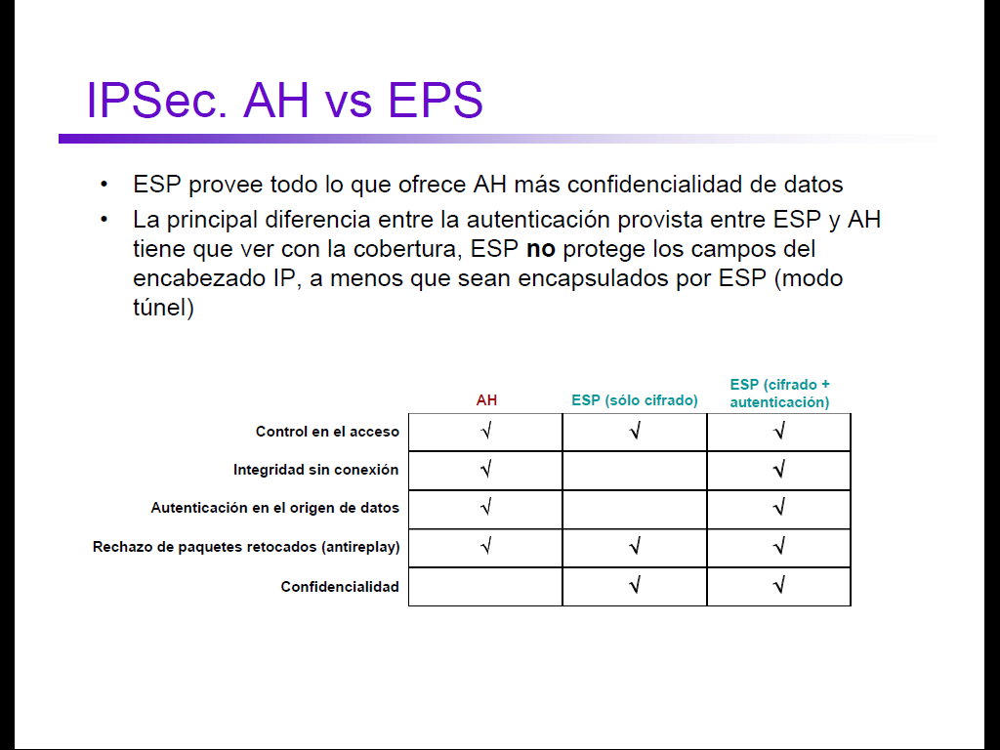 IPSec. AH vs EPS
• ESP provee todo lo que ofrece AH más confidencialidad de datos
• La principal diferencia entre la autenticación provista entre ESP y AH
tiene que ver con la cobertura, ESP no protege los campos del
encabezado IP, a menos que sean encapsulados por ESP (modo
túnel)
AH ESP (sólo cifrado) ESP (cifrado +
autenticación)
Control en el acceso √ √ √
Integridad sin conexión √ √
Autenticación en el origen de datos √ √
Rechazo de paquetes retocados (antireplay) √ √ √
Confidencialidad √ √